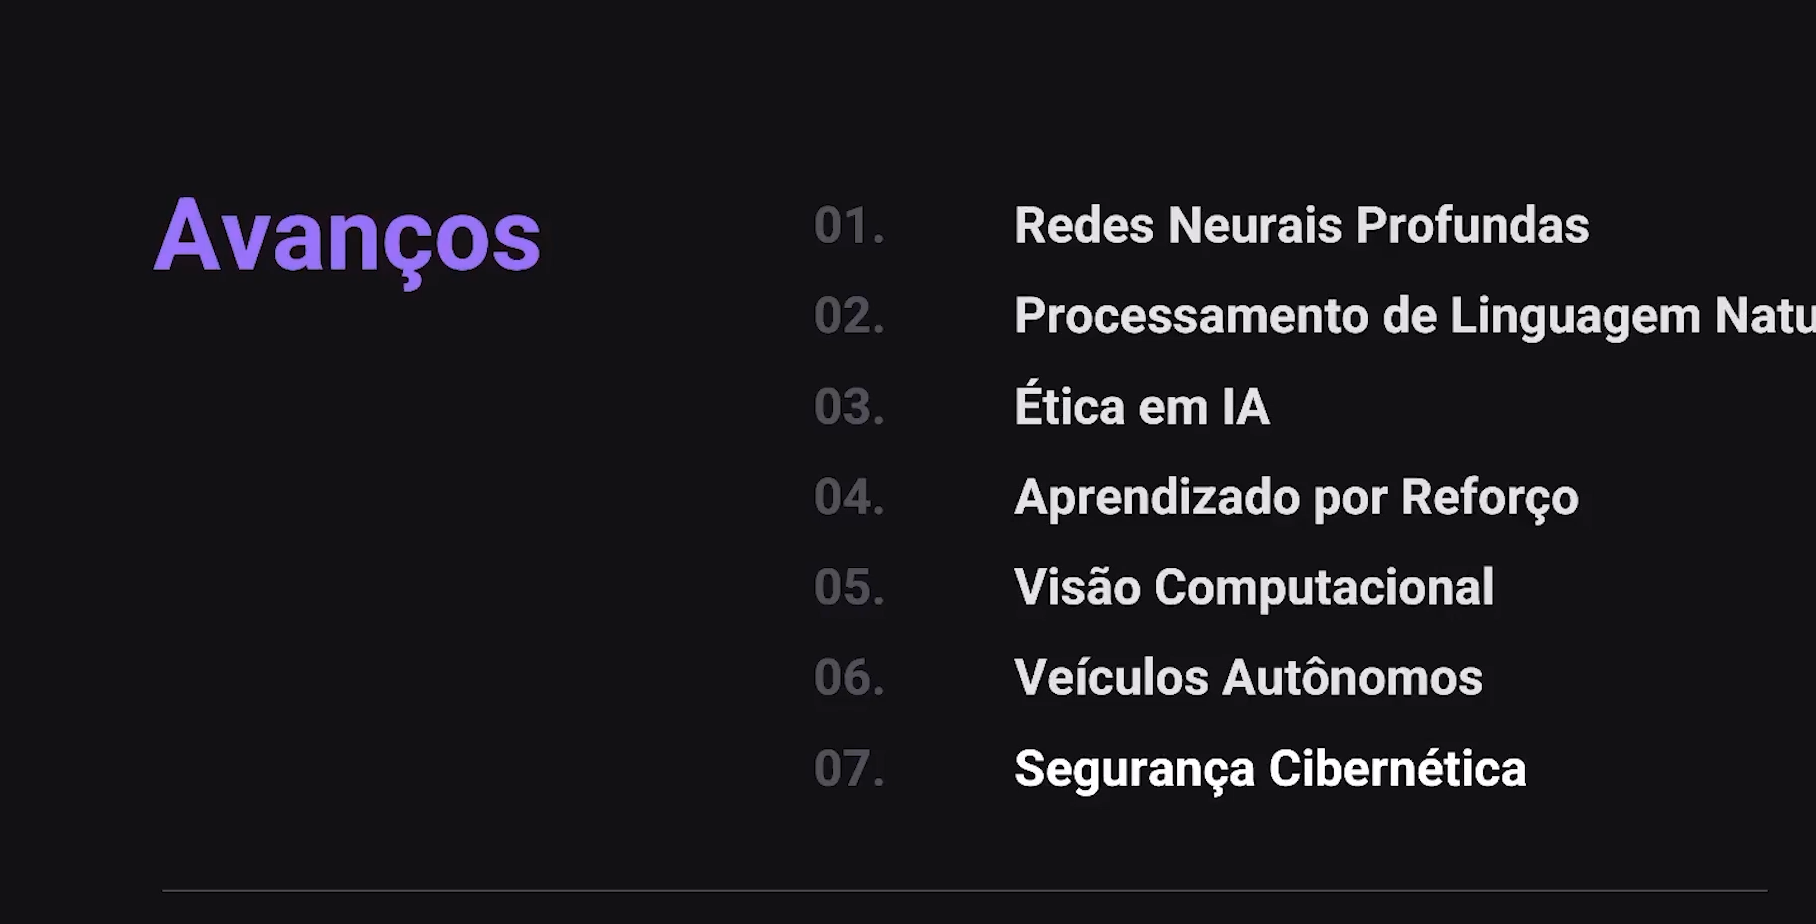 Avanços
01. Redes Neurais Profundas
02. Processamento de Linguagem Natu
03. Ética em IA
04. Aprendizado por Reforço
05. Visão Computacional
06. Veículos Autônomos
07. Segurança Cibernética